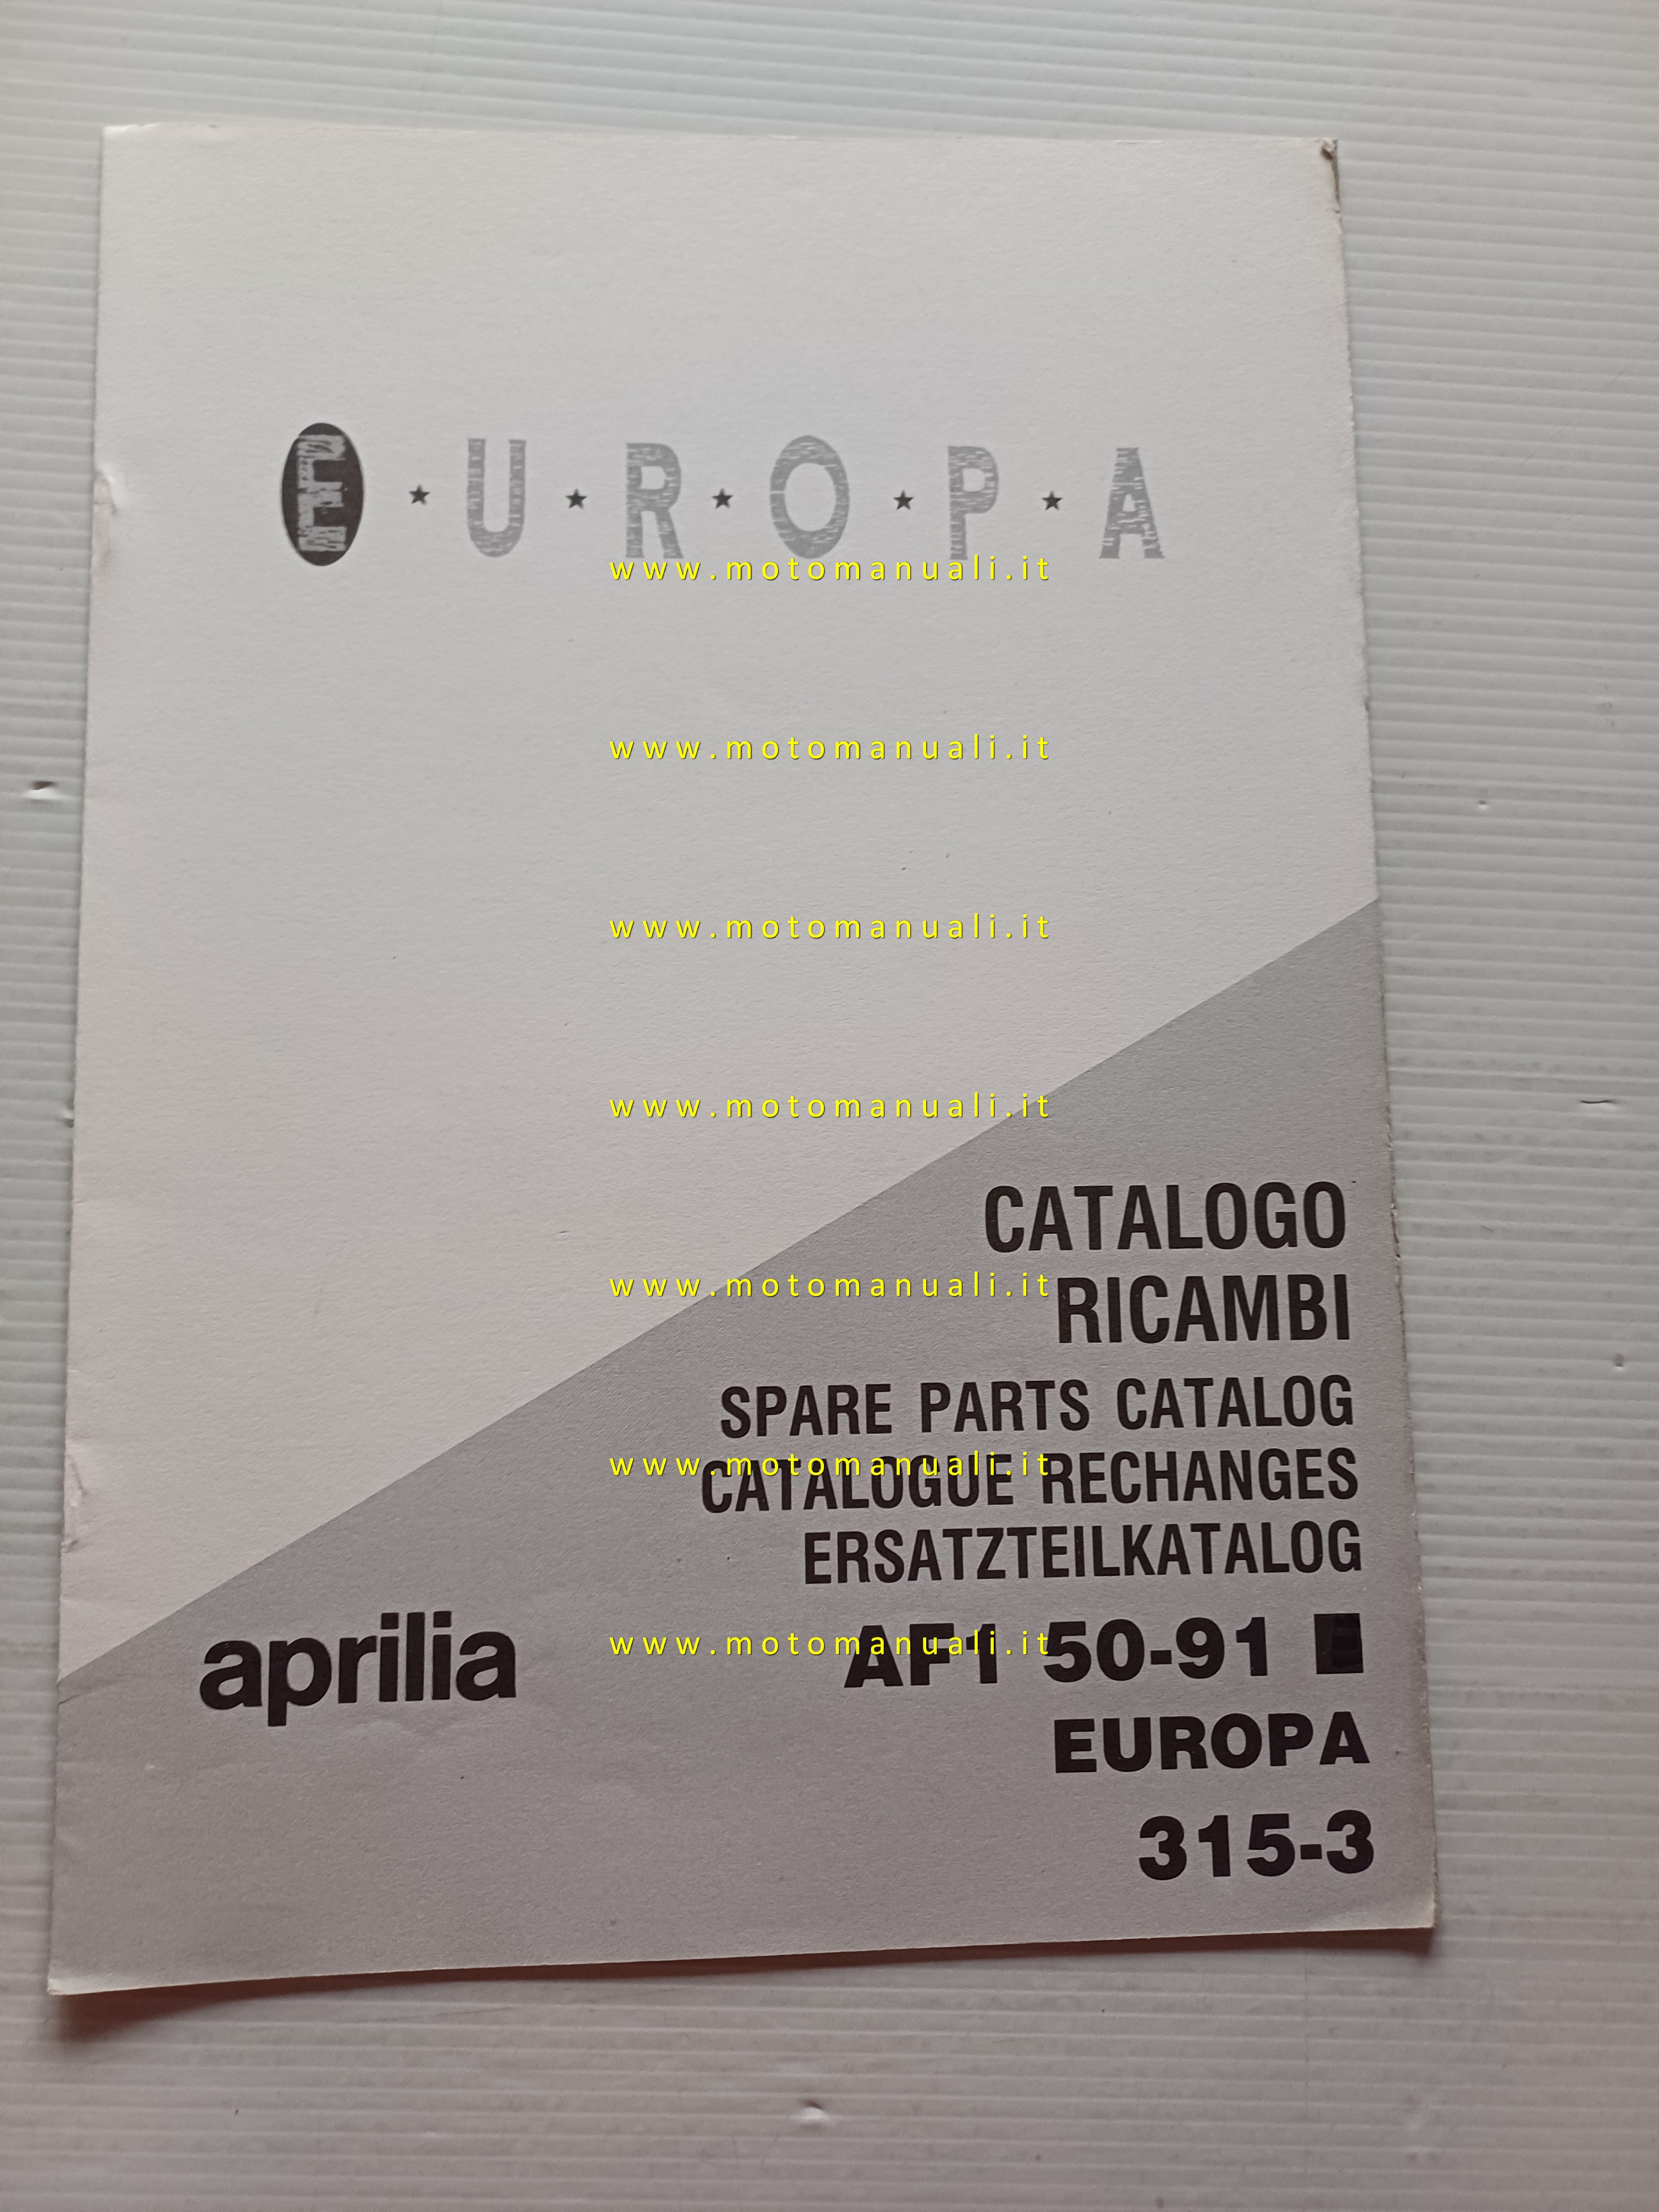 E★U★R★O★P★A
www.motomanuali.it
www.motomanuali.it
www.motomanuali.it
www.motomanuali.it
CATALOGO
www.motomanuali.it
RICAMBI
SPARE PARTS CATALOG
www.motomanuali.it
CATALOGUE RECHANGES
ERSATZTEILKATALOG
www.motomanuali.it
aprilia
AF1 50-91
EUROPA
315-3